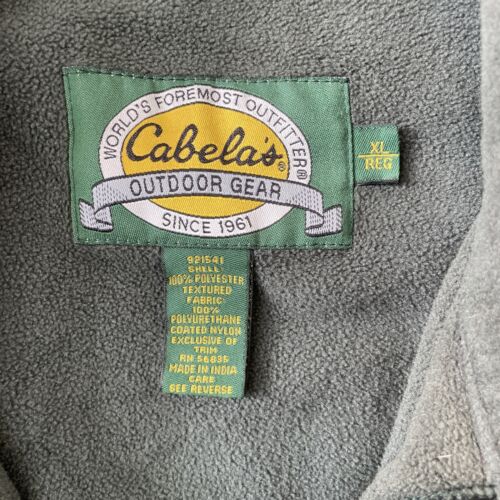 WORLD'S FOREMOST OUTFITTER®
Cabela's®
OUTDOOR GEAR
SINCE 1961
XL
REG
921541
SHELL:
100% POLYESTER
TEXTURED
FABRIC:
100%
POLYURETHANE
COATED NYLON
EXCLUSIVE OF
TRIM
RN 56835
MADE IN INDIA
CARE
SEE REVERSE